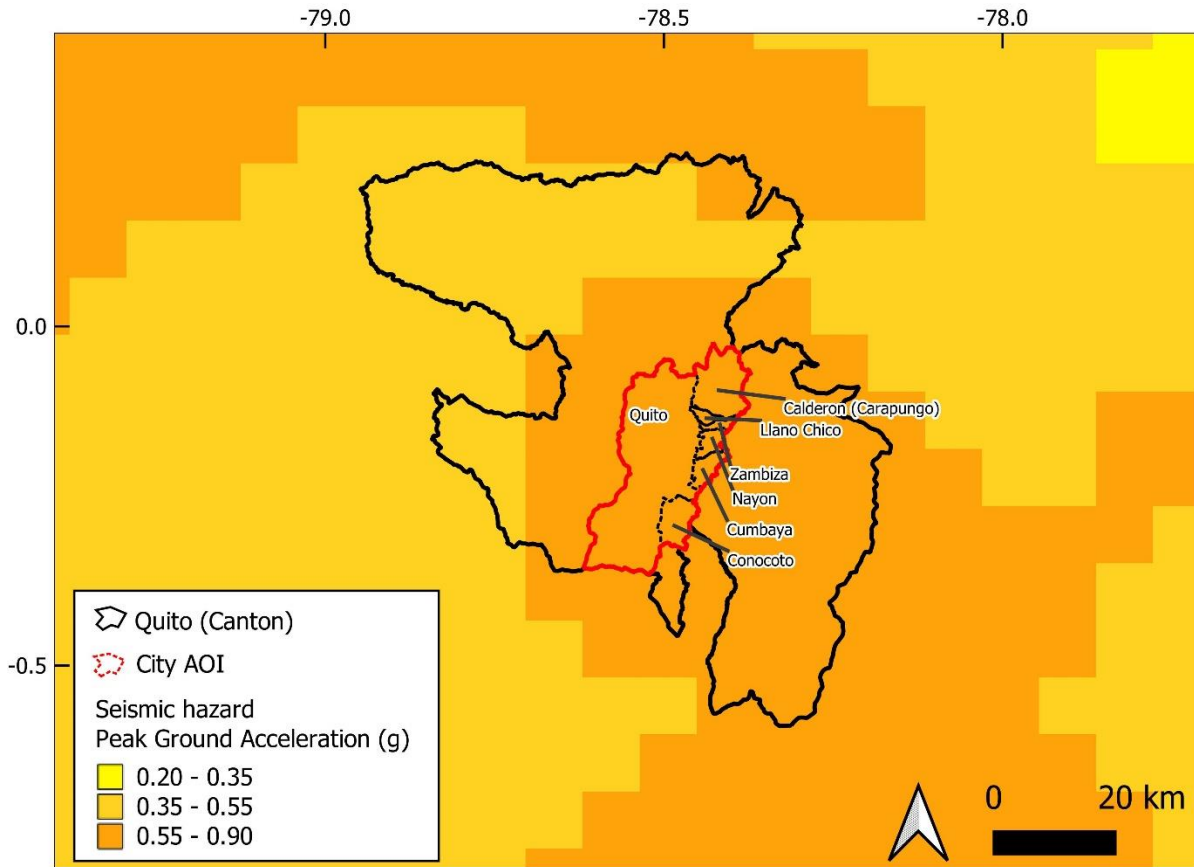 -79.0
-78.5
-78.0
0.0
-0.5
Quito
Calderon (Carapungo)
Llano Chico
Zambiza
Nayon
Cumbaya
Conocoto
Quito (Canton)
City AOI
Seismic hazard
Peak Ground Acceleration (g)
0.20 - 0.35
0.35 - 0.55
0.55 - 0.90
0
20 km